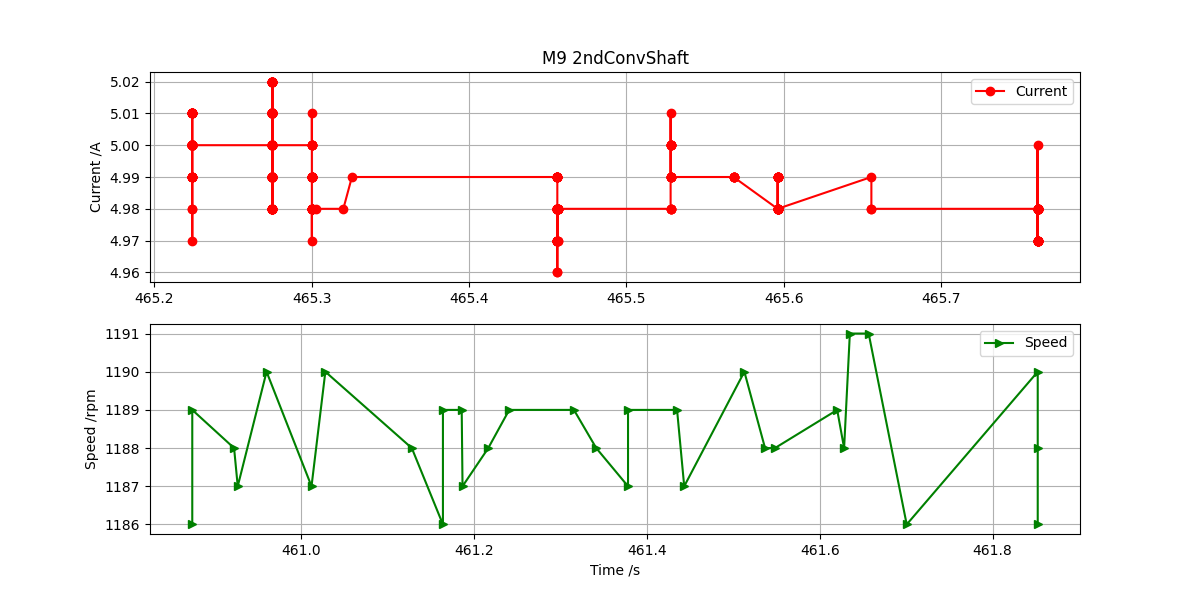 M9 2ndConvShaft
5.02
5.01
5.00
4.99
4.98
4.97
4.96
Current /A
Current
465.2 465.3 465.4 465.5 465.6 465.7
1191
1190
1189
1188
1187
1186
Speed /rpm
Speed
461.0 461.2 461.4 461.6 461.8
Time /s